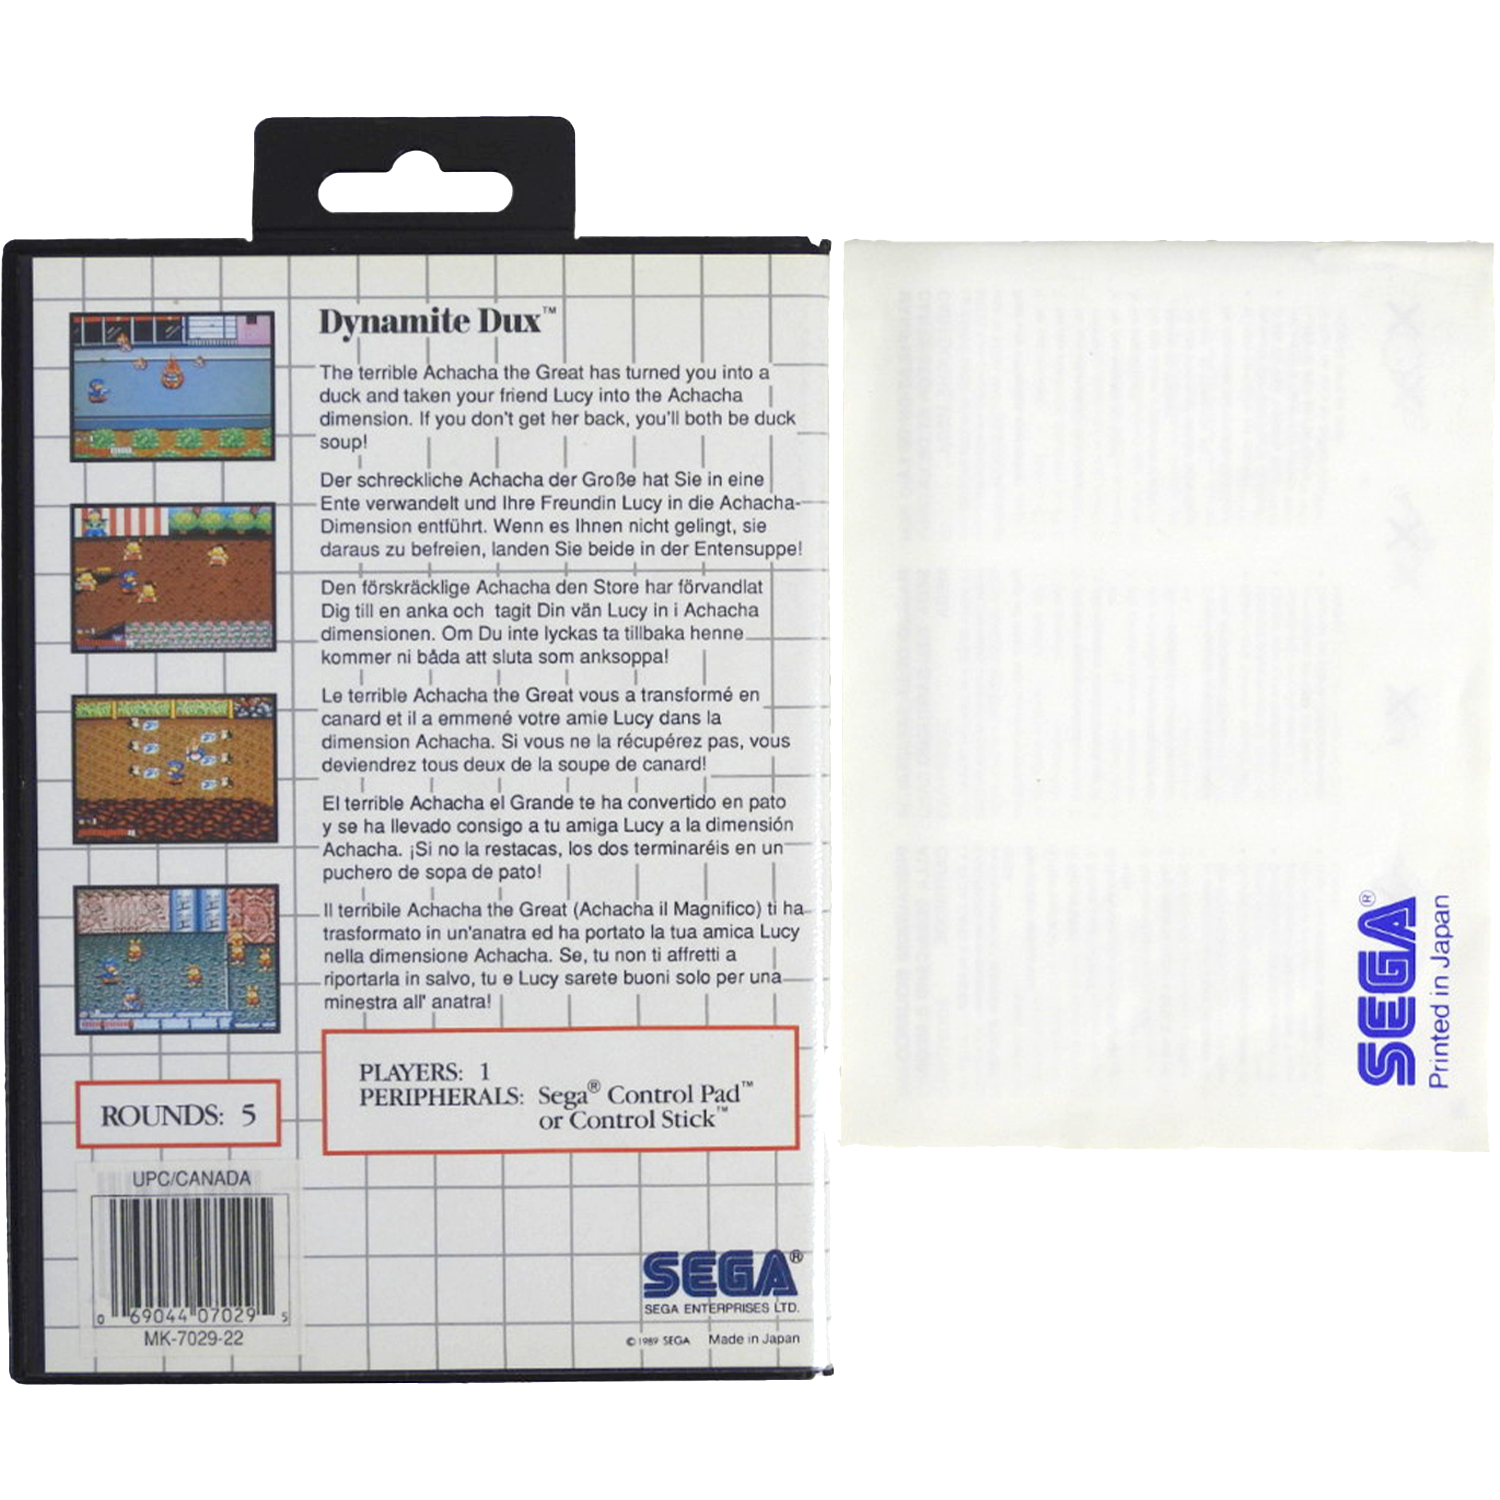 Dynamite Dux™
The terrible Achacha the Great has turned you into a
duck and taken your friend Lucy into the Achacha
dimension. If you don't get her back, you'll both be duck
soup!
Der schreckliche Achacha der Große hat Sie in eine
Ente verwandelt und Ihre Freundin Lucy in die Achacha-
Dimension entführt. Wenn es Ihnen nicht gelingt, sie
daraus zu befreien, landen Sie beide in der Entensuppe!
Den förskräcklige Achacha den Store har förvandlat
Dig till en anka och tagit Din vän Lucy in i Achacha
dimensionen. Om Du inte lyckas ta tillbaka henne
kommer ni båda att sluta som anksoppa!
Le terrible Achacha the Great vous a transformé en
canard et il a emmené votre amie Lucy dans la
dimension Achacha. Si vous ne la récupérez pas, vous
deviendrez tous deux de la soupe de canard!
El terrible Achacha el Grande te ha convertido en pato
y se ha llevado consigo a tu amiga Lucy a la dimensión
Achacha. ¡Si no la restacas, los dos terminaréis en un
puchero de sopa de pato!
Il terribile Achacha the Great (Achacha il Magnifico) ti ha
trasformato in un'anatra ed ha portato la tua amica Lucy
nella dimensione Achacha. Se, tu non ti affretti a
riportarla in salvo, tu e Lucy sarete buoni solo per una
minestra all' anatra!
PLAYERS: 1
PERIPHERALS: Sega® Control Pad™
or Control Stick™
ROUNDS: 5
UPC/CANADA
0 69044 07029 5
MK-7029-22
SEGA®
SEGA ENTERPRISES LTD.
© 1989 SEGA Made in Japan
SEGA®
Printed in Japan